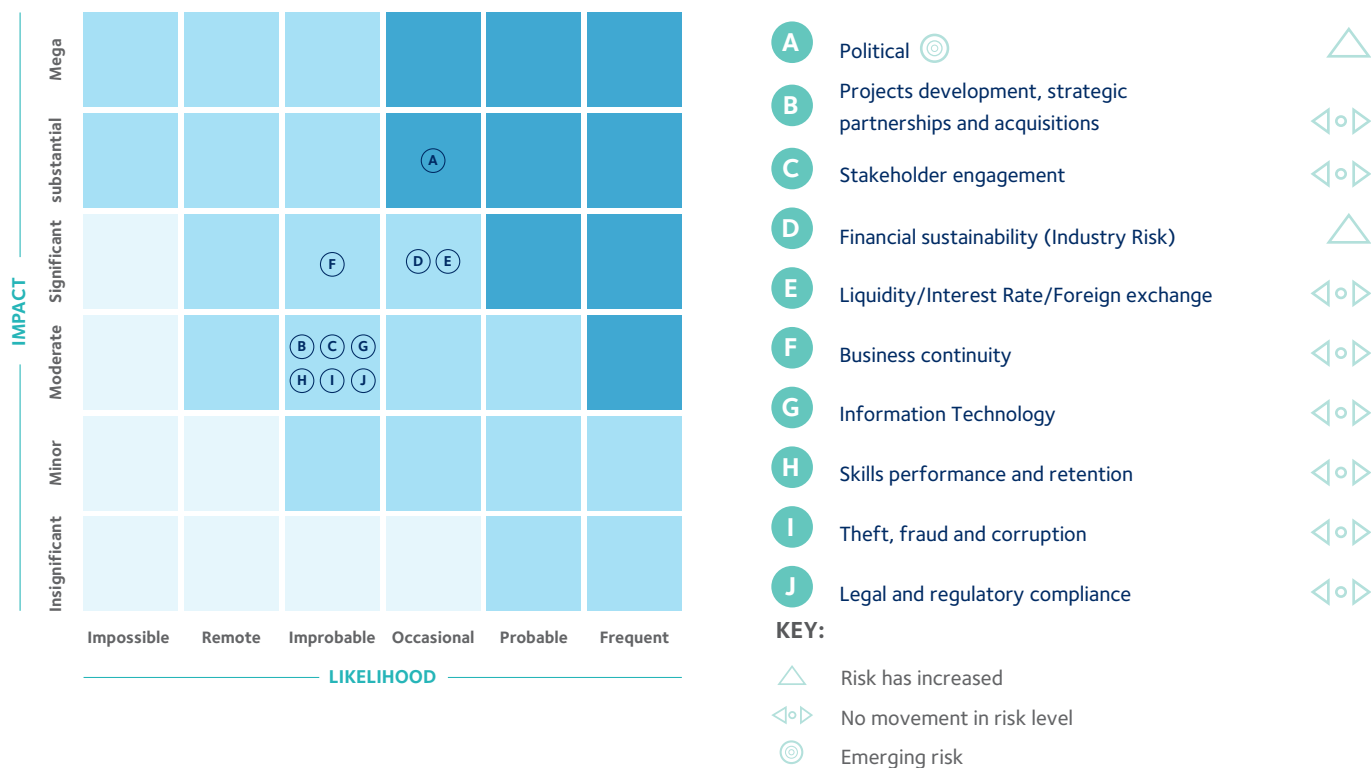 IMPACT
Mega
substantial
Significant
Moderate
Minor
Insignificant
A
F
D E
B C G
H I J
Impossible Remote Improbable Occasional Probable Frequent
LIKELIHOOD
A Political
B Projects development, strategic
partnerships and acquisitions
C Stakeholder engagement
D Financial sustainability (Industry Risk)
E Liquidity/Interest Rate/Foreign exchange
F Business continuity
G Information Technology
H Skills performance and retention
I Theft, fraud and corruption
J Legal and regulatory compliance
KEY:
Risk has increased
No movement in risk level
Emerging risk